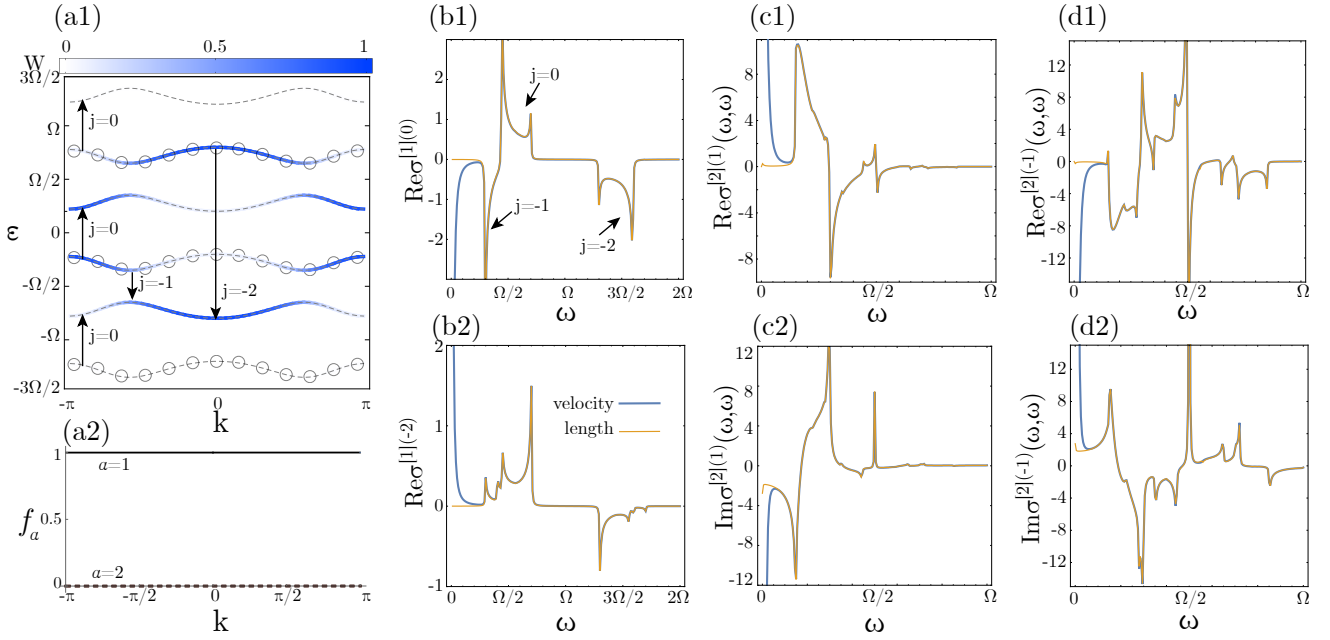 (a1)
W
0
0.5
1
3Ω/2
Ω
Ω/2
0
-Ω/2
-Ω
-3Ω/2
ε
j=0
j=0
j=-1
j=-2
j=0
-π
0
π
k
(a2)
1
0.5
0
f_a
a=1
a=2
-π
-π/2
0
π/2
π
k
(b1)
Reσ^[1](0)
2
1
0
-1
-2
j=0
j=-1
j=-2
0
Ω/2
Ω
3Ω/2
2Ω
ω
(b2)
Reσ^[1](-2)
2
1
0
-1
velocity
length
0
Ω/2
Ω
3Ω/2
2Ω
ω
(c1)
Reσ^[2](1)(ω,ω)
8
4
0
-4
-8
0
Ω/2
Ω
ω
(c2)
Imσ^[2](1)(ω,ω)
12
8
4
0
-4
-8
-12
0
Ω/2
Ω
ω
(d1)
Reσ^[2](-1)(ω,ω)
12
8
4
0
-4
-8
-12
0
Ω/2
Ω
ω
(d2)
Imσ^[2](-1)(ω,ω)
12
8
4
0
-4
-8
-12
0
Ω/2
Ω
ω